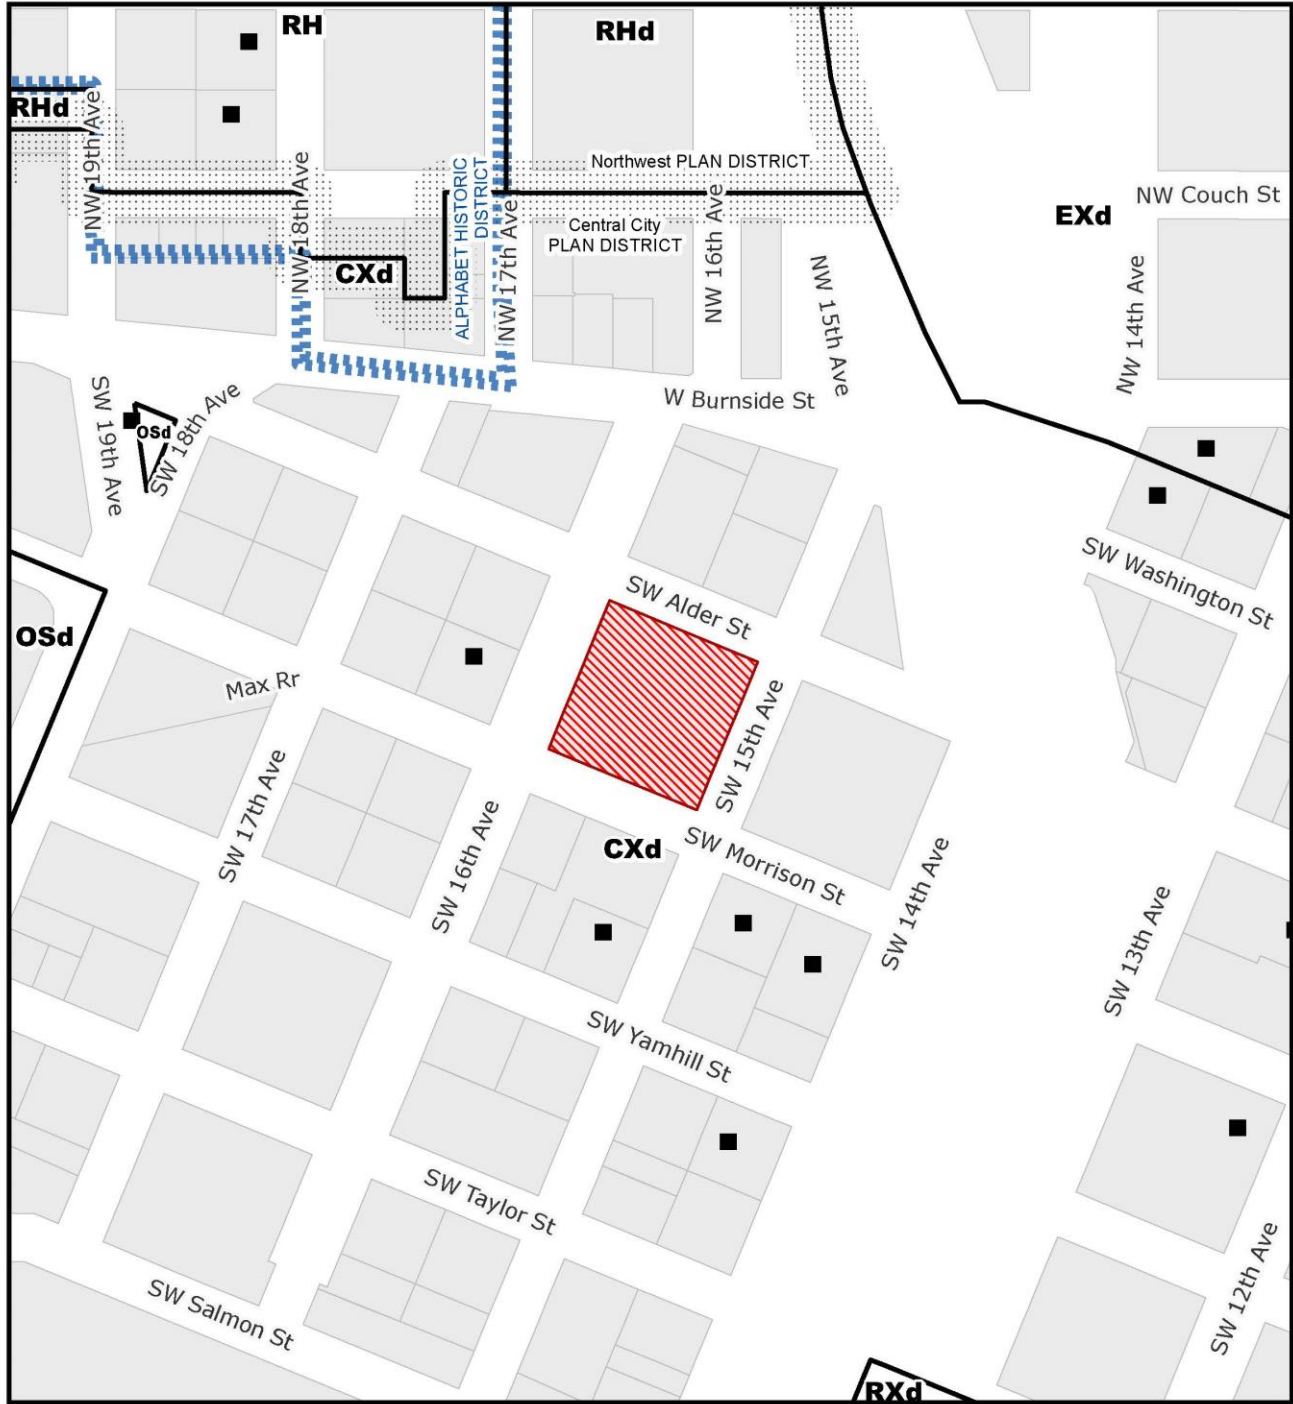 RH
RHd
RHd
NW 19th Ave
NW 18th Ave
ALPHABET HISTORIC
DISTRICT
NW 17th Ave
Northwest PLAN DISTRICT
Central City
PLAN DISTRICT
NW 16th Ave
NW Couch St
EXd
CXd
NW 15th Ave
NW 14th Ave
W Burnside St
SW 19th Ave
OSd
SW 18th Ave
SW Washington St
SW Alder St
OSd
Max Rr
SW 15th Ave
SW 17th Ave
SW 16th Ave
CXd
SW Morrison St
SW 14th Ave
SW 13th Ave
SW Yamhill St
SW Taylor St
SW 12th Ave
SW Salmon St
RXd